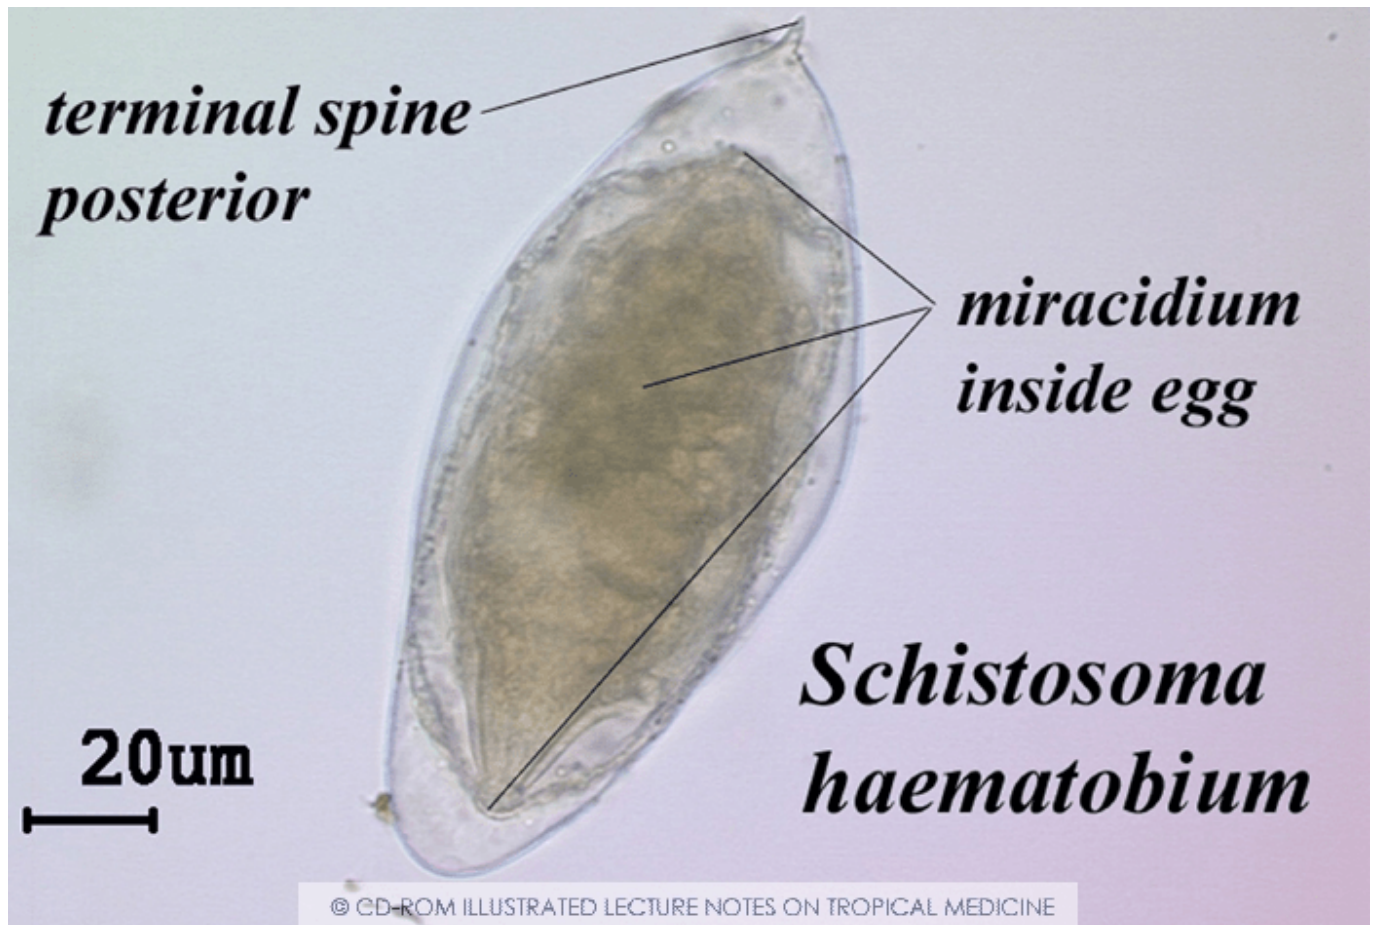 terminal spine
posterior
miracidium
inside egg
Schistosoma
haematobium
20um
© CD-ROM ILLUSTRATED LECTURE NOTES ON TROPICAL MEDICINE